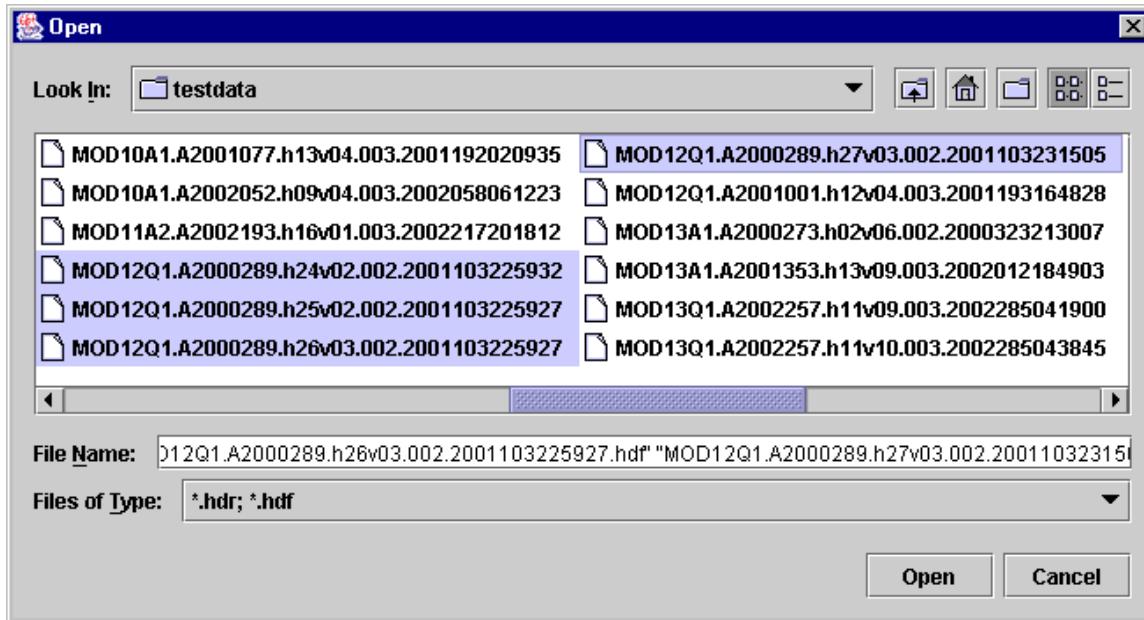 Open
Look In: testdata
MOD10A1.A2001077.h13v04.003.2001192020935
MOD10A1.A2002052.h09v04.003.2002058061223
MOD11A2.A2002193.h16v01.003.2002217201812
MOD12Q1.A2000289.h24v02.002.2001103225932
MOD12Q1.A2000289.h25v02.002.2001103225927
MOD12Q1.A2000289.h26v03.002.2001103225927
MOD12Q1.A2000289.h27v03.002.2001103231505
MOD12Q1.A2001001.h12v04.003.2001193164828
MOD13A1.A2000273.h02v06.002.2000323213007
MOD13A1.A2001353.h13v09.003.2002012184903
MOD13Q1.A2002257.h11v09.003.2002285041900
MOD13Q1.A2002257.h11v10.003.2002285043845
File Name: D12Q1.A2000289.h26v03.002.2001103225927.hdf" "MOD12Q1.A2000289.h27v03.002.200110323150
Files of Type: *.hdr; *.hdf
Open Cancel